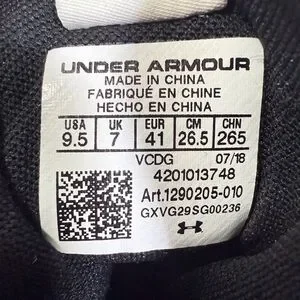 UNDER ARMOUR
MADE IN CHINA
FABRIQUÉ EN CHINE
HECHO EN CHINA
USA UK EUR CM CHN
9.5 7 41 26.5 265
VCDG 07/18
4201013748
Art.1290205-010
GXVG29SG00236